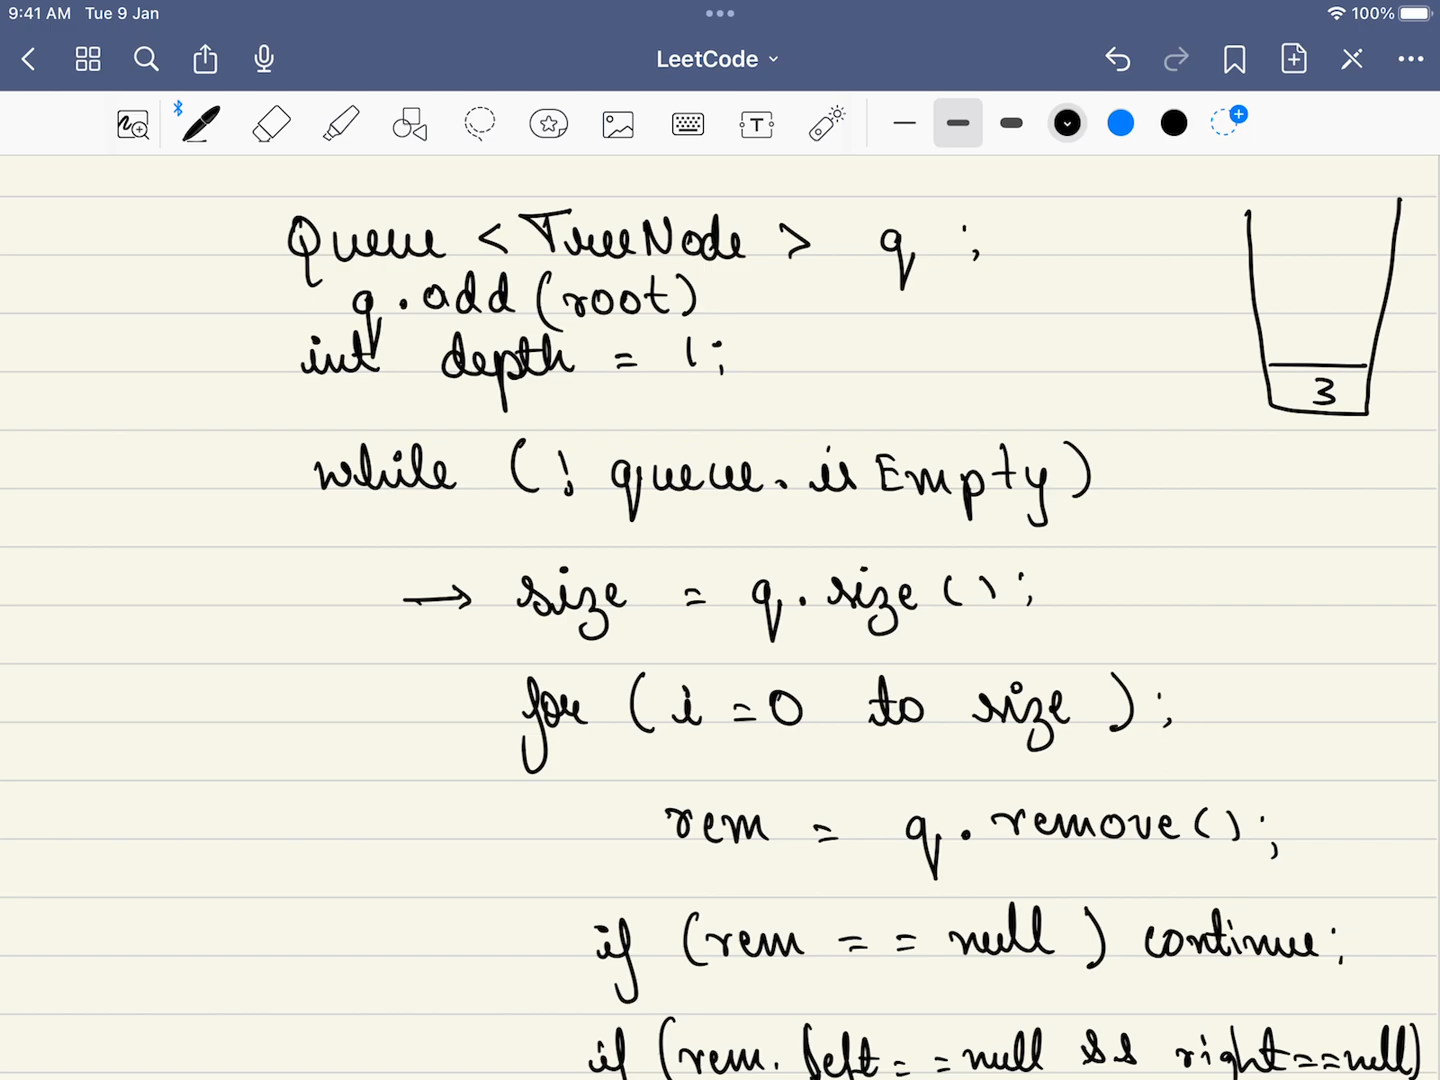 9:41 AM Tue 9 Jan 100%
LeetCode
T
Queue < TreeNode > q ;
q.add(root)
int depth = 1;
3
while (! queue.isEmpty)
→ size = q.size();
for (i = 0 to size);
rem = q.remove();
if (rem == null) continue;
if (rem.left == null && right==null)